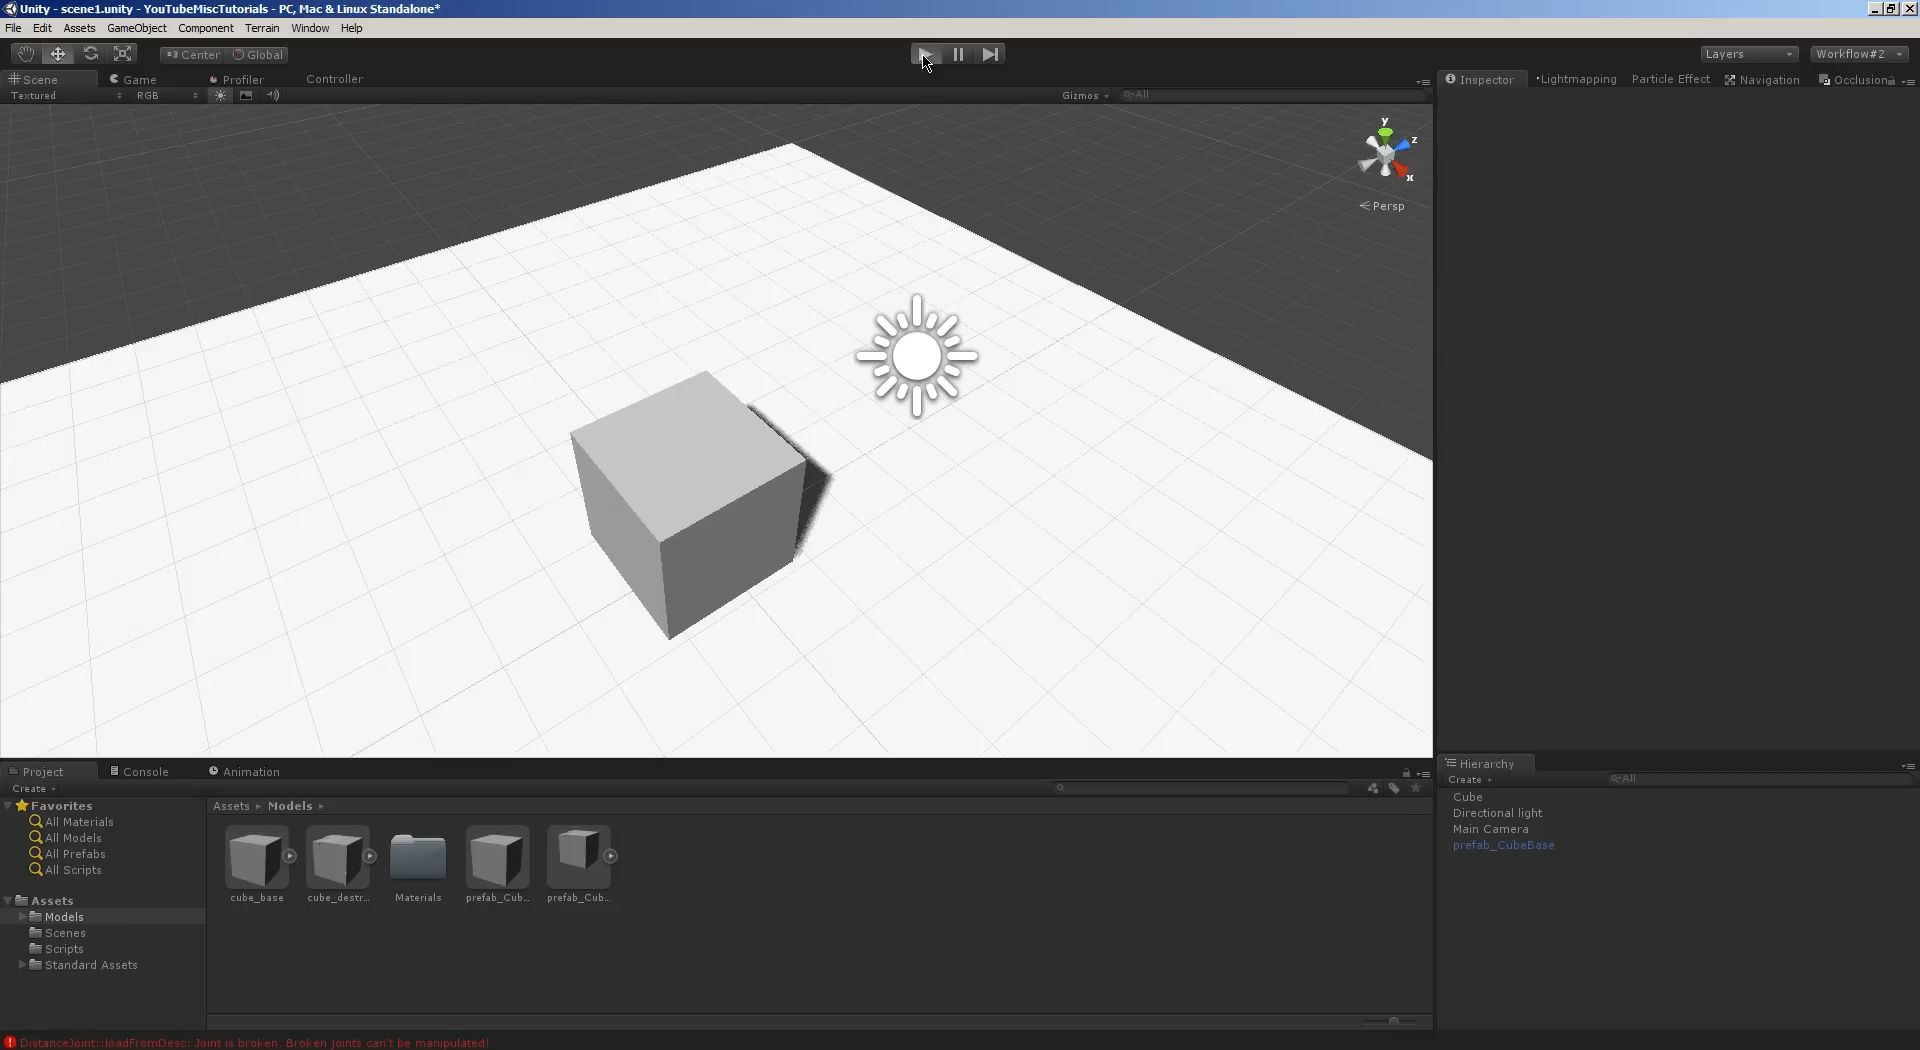 Unity - scene1.unity - YouTubeMiscTutorials - PC, Mac & Linux Standalone*
File Edit Assets GameObject Component Terrain Window Help
Center Global Layers Workflow#2
Scene Game Profiler Controller Inspector Lightmapping Particle Effect Navigation Occlusion
Textured RGB Gizmos All
y
z
x
Persp
Project Console Animation
Create
Favorites
All Materials
All Models
All Prefabs
All Scripts
Assets
Models
Scenes
Scripts
Standard Assets
Assets Models
cube_base cube_destr... Materials prefab_Cub... prefab_Cub...
Hierarchy
Create All
Cube
Directional light
Main Camera
prefab_CubeBase
DistanceJoint::loadFromDesc: Joint is broken. Broken joints can't be manipulated!